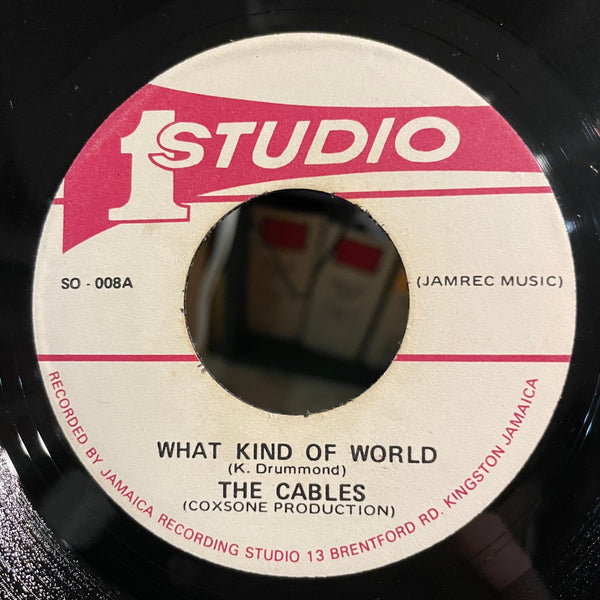 1 STUDIO
SO - 008A
(JAMREC MUSIC)
WHAT KIND OF WORLD
(K. Drummond)
THE CABLES
(COXSONE PRODUCTION)
RECORDED BY JAMAICA RECORDING STUDIO 13 BRENTFORD RD. KINGSTON JAMAICA